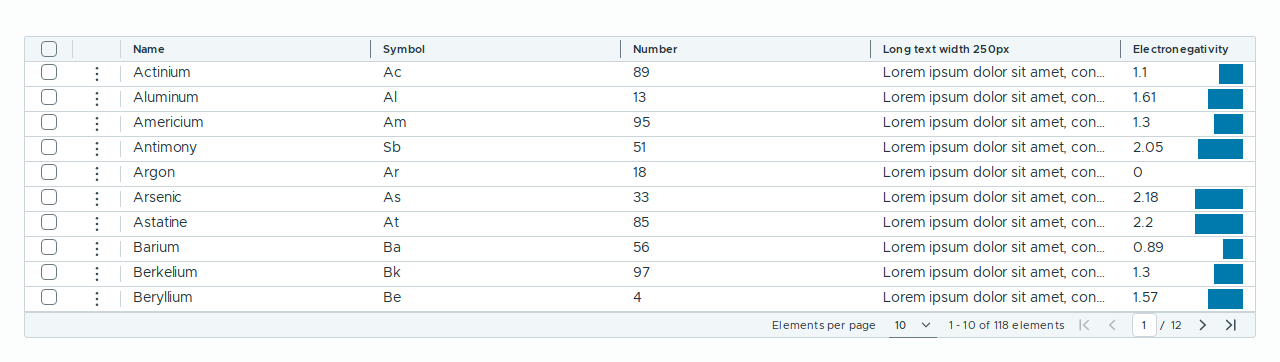 Name Symbol Number Long text width 250px Electronegativity
Actinium Ac 89 Lorem ipsum dolor sit amet, con... 1.1
Aluminum Al 13 Lorem ipsum dolor sit amet, con... 1.61
Americium Am 95 Lorem ipsum dolor sit amet, con... 1.3
Antimony Sb 51 Lorem ipsum dolor sit amet, con... 2.05
Argon Ar 18 Lorem ipsum dolor sit amet, con... 0
Arsenic As 33 Lorem ipsum dolor sit amet, con... 2.18
Astatine At 85 Lorem ipsum dolor sit amet, con... 2.2
Barium Ba 56 Lorem ipsum dolor sit amet, con... 0.89
Berkelium Bk 97 Lorem ipsum dolor sit amet, con... 1.3
Beryllium Be 4 Lorem ipsum dolor sit amet, con... 1.57
Elements per page 10 1 - 10 of 118 elements 1 / 12